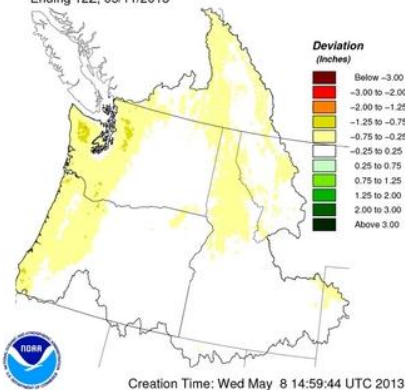 Ending 12Z, 05/11/2013
Deviation
(Inches)
Below −3.00
−3.00 to −2.00
−2.00 to −1.25
−1.25 to −0.75
−0.75 to −0.25
−0.25 to 0.25
0.25 to 0.75
0.75 to 1.25
1.25 to 2.00
2.00 to 3.00
Above 3.00
NOAA
Creation Time: Wed May 8 14:59:44 UTC 2013